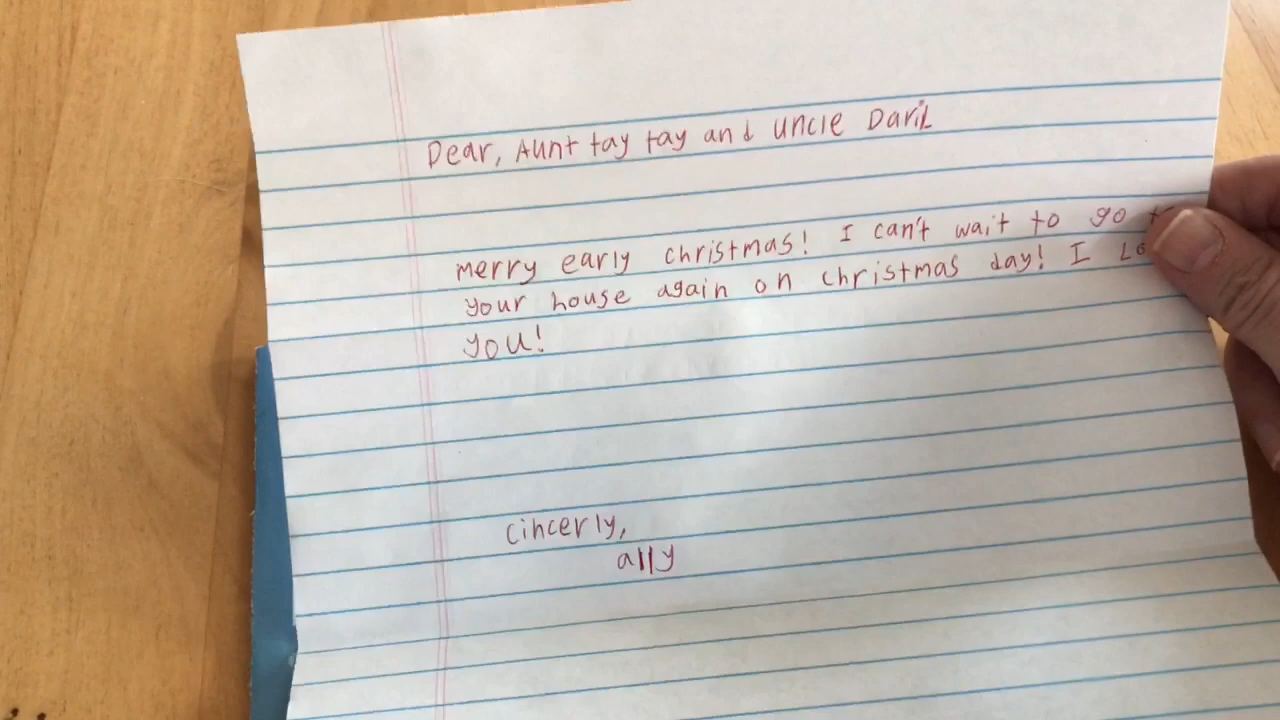 Dear, Aunt tay tay and uncle Daril
merry early christmas! I can't wait to go
your house again on christmas day! I
you!
cincerly,
ally